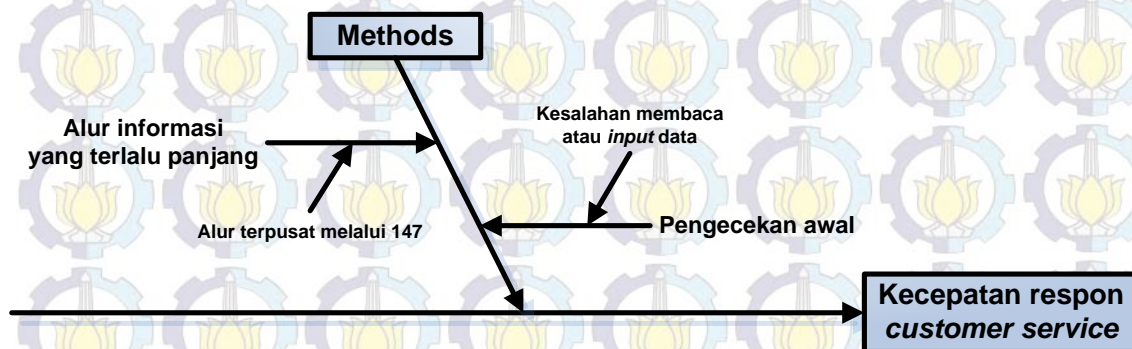 Methods
Alur informasi
yang terlalu panjang
Kesalahan membaca
atau input data
Alur terpusat melalui 147
Pengecekan awal
Kecepatan respon
customer service